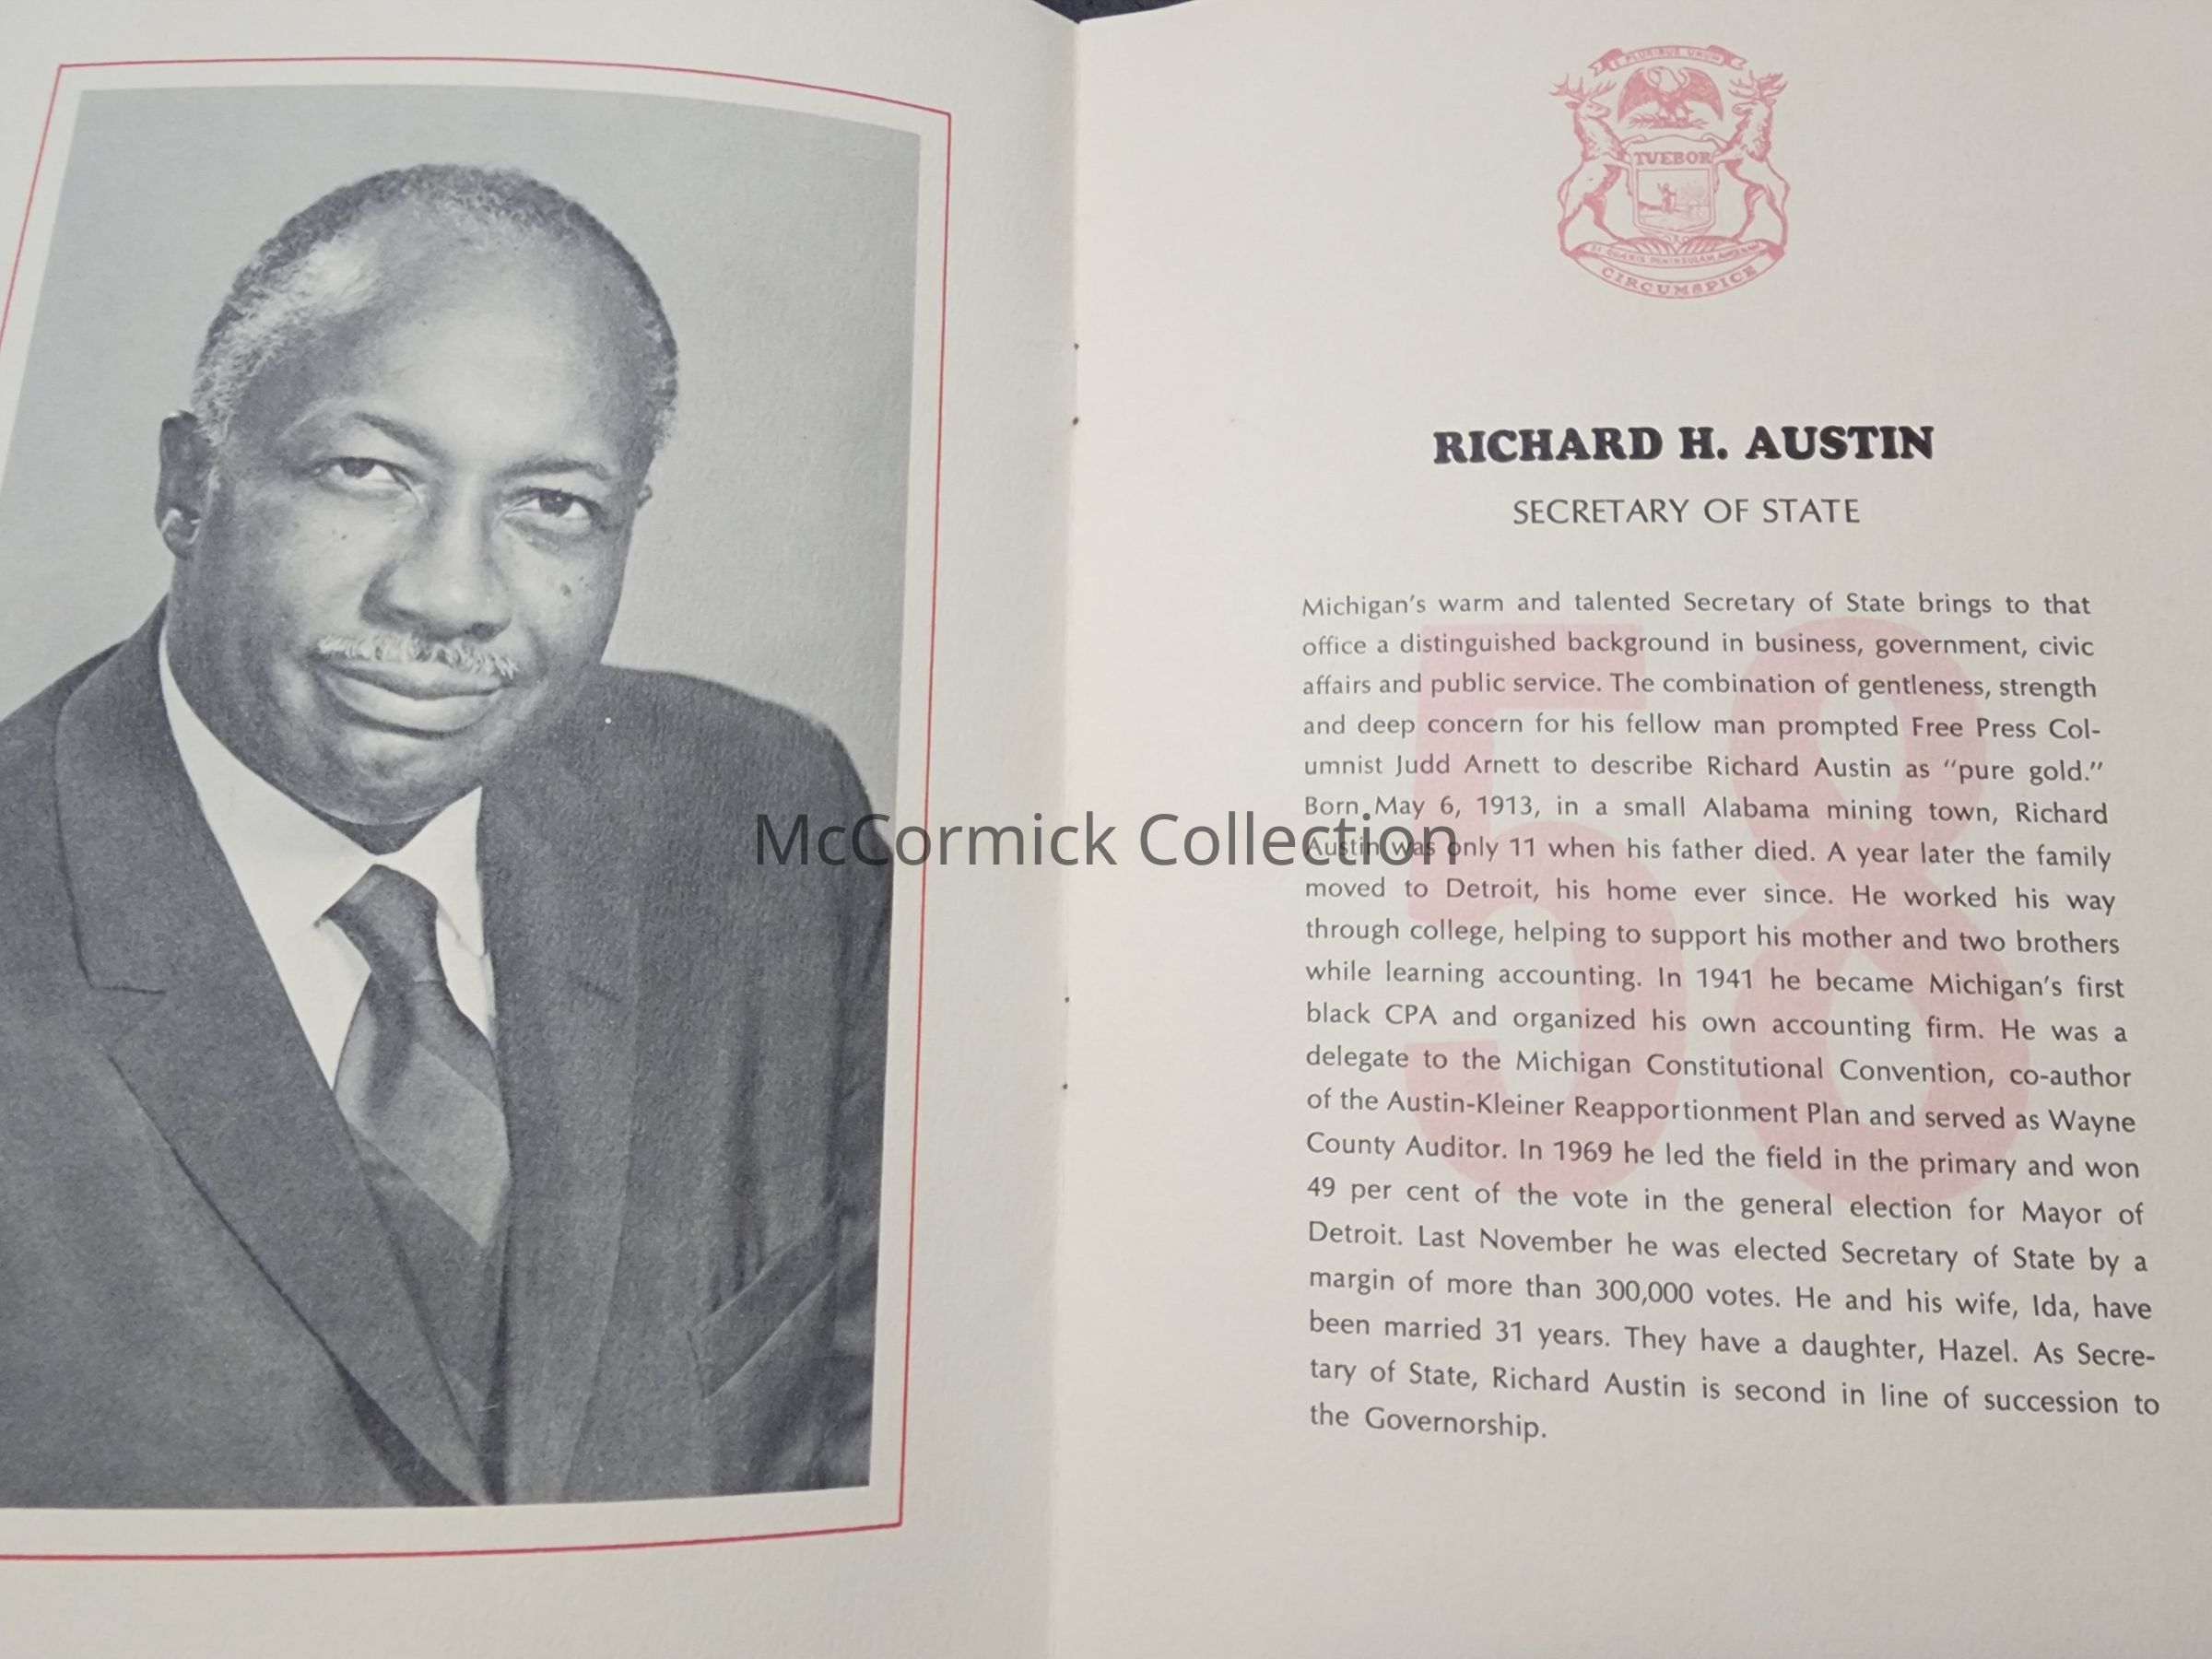 E PLURIBUS UNUM
TUEBOR
SI QUAERIS PENINSULAM AMOENAM
CIRCUMSPICE
RICHARD H. AUSTIN
SECRETARY OF STATE
58
Michigan's warm and talented Secretary of State brings to that
office a distinguished background in business, government, civic
affairs and public service. The combination of gentleness, strength
and deep concern for his fellow man prompted Free Press Col-
umnist Judd Arnett to describe Richard Austin as "pure gold."
Born May 6, 1913, in a small Alabama mining town, Richard
Austin was only 11 when his father died. A year later the family
moved to Detroit, his home ever since. He worked his way
through college, helping to support his mother and two brothers
while learning accounting. In 1941 he became Michigan's first
black CPA and organized his own accounting firm. He was a
delegate to the Michigan Constitutional Convention, co-author
of the Austin-Kleiner Reapportionment Plan and served as Wayne
County Auditor. In 1969 he led the field in the primary and won
49 per cent of the vote in the general election for Mayor of
Detroit. Last November he was elected Secretary of State by a
margin of more than 300,000 votes. He and his wife, Ida, have
been married 31 years. They have a daughter, Hazel. As Secre-
tary of State, Richard Austin is second in line of succession to
the Governorship.
McCormick Collection